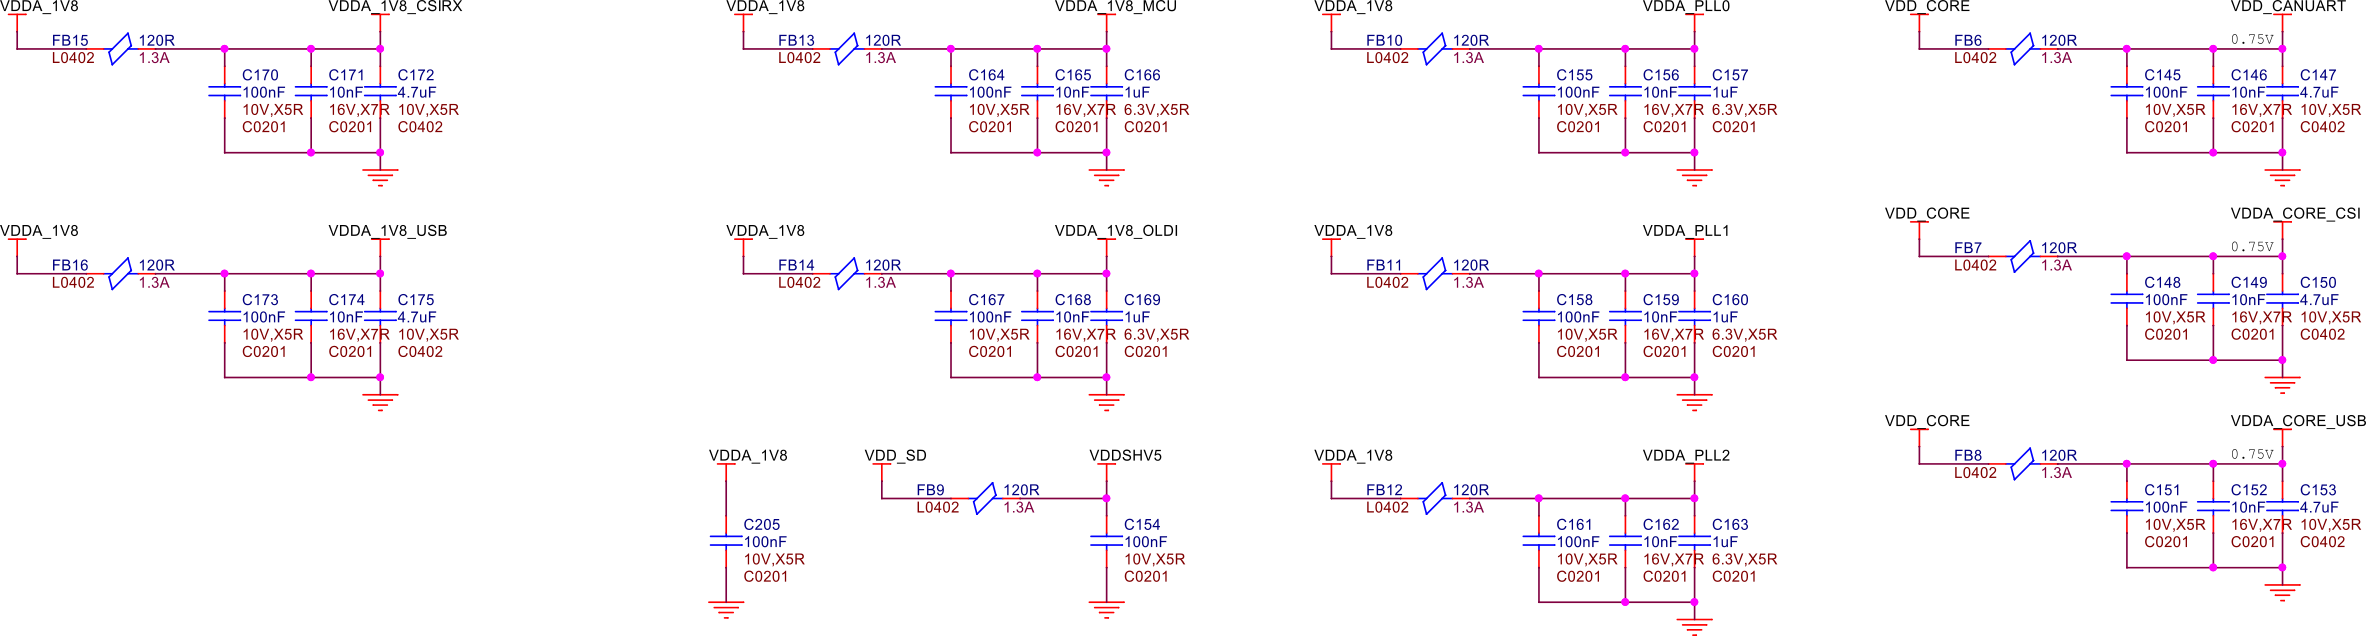 VDDA_1V8 VDDA_1V8_CSIRX
FB15 120R
L0402 1.3A
C170 C171 C172
100nF 10nF 4.7uF
10V,X5R 16V,X7R 10V,X5R
C0201 C0201 C0402
VDDA_1V8 VDDA_1V8_MCU
FB13 120R
L0402 1.3A
C164 C165 C166
100nF 10nF 1uF
10V,X5R 16V,X7R 6.3V,X5R
C0201 C0201 C0201
VDDA_1V8 VDDA_PLL0
FB10 120R
L0402 1.3A
C155 C156 C157
100nF 10nF 1uF
10V,X5R 16V,X7R 6.3V,X5R
C0201 C0201 C0201
VDD_CORE VDD_CANUART
0.75V
FB6 120R
L0402 1.3A
C145 C146 C147
100nF 10nF 4.7uF
10V,X5R 16V,X7R 10V,X5R
C0201 C0201 C0402
VDDA_1V8 VDDA_1V8_USB
FB16 120R
L0402 1.3A
C173 C174 C175
100nF 10nF 4.7uF
10V,X5R 16V,X7R 10V,X5R
C0201 C0201 C0402
VDDA_1V8 VDDA_1V8_OLDI
FB14 120R
L0402 1.3A
C167 C168 C169
100nF 10nF 1uF
10V,X5R 16V,X7R 6.3V,X5R
C0201 C0201 C0201
VDDA_1V8 VDDA_PLL1
FB11 120R
L0402 1.3A
C158 C159 C160
100nF 10nF 1uF
10V,X5R 16V,X7R 6.3V,X5R
C0201 C0201 C0201
VDD_CORE VDDA_CORE_CSI
0.75V
FB7 120R
L0402 1.3A
C148 C149 C150
100nF 10nF 4.7uF
10V,X5R 16V,X7R 10V,X5R
C0201 C0201 C0402
VDDA_1V8
C205
100nF
10V,X5R
C0201
VDD_SD VDDSHV5
FB9 120R
L0402 1.3A
C154
100nF
10V,X5R
C0201
VDDA_1V8 VDDA_PLL2
FB12 120R
L0402 1.3A
C161 C162 C163
100nF 10nF 1uF
10V,X5R 16V,X7R 6.3V,X5R
C0201 C0201 C0201
VDD_CORE VDDA_CORE_USB
0.75V
FB8 120R
L0402 1.3A
C151 C152 C153
100nF 10nF 4.7uF
10V,X5R 16V,X7R 10V,X5R
C0201 C0201 C0402